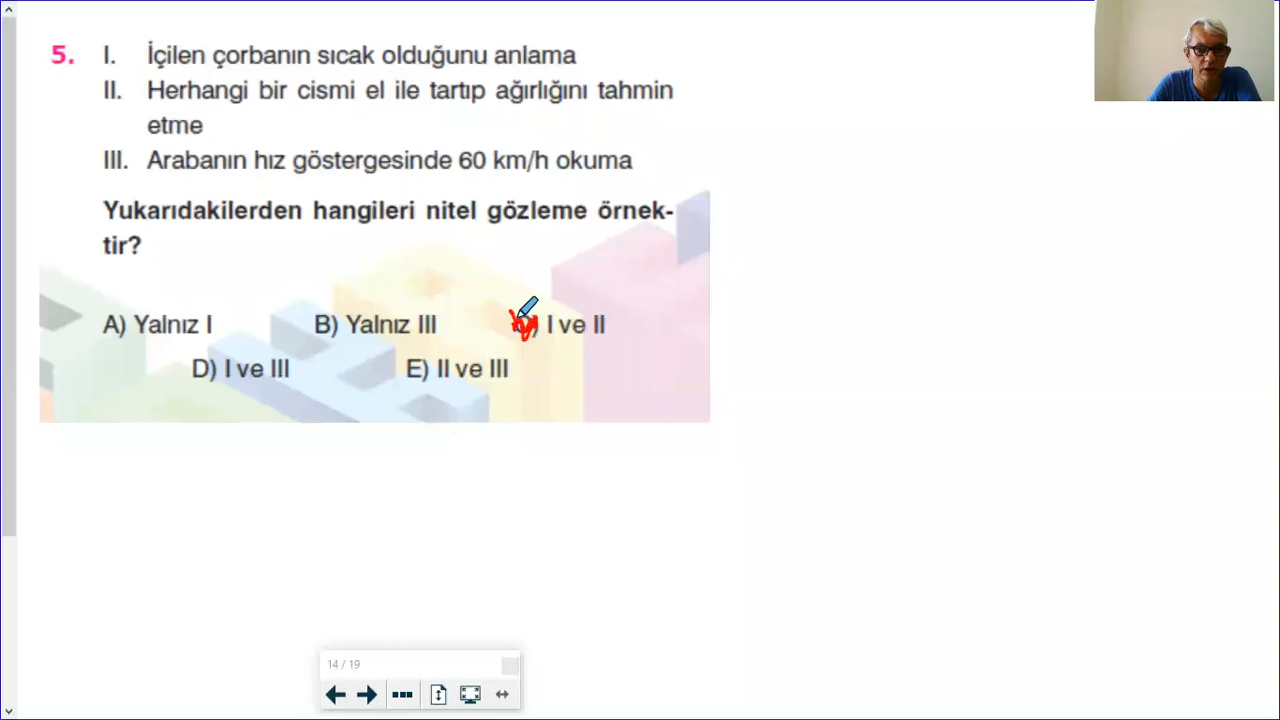 5. I. İçilen çorbanın sıcak olduğunu anlama
II. Herhangi bir cismi el ile tartıp ağırlığını tahmin
etme
III. Arabanın hız göstergesinde 60 km/h okuma
Yukarıdakilerden hangileri nitel gözleme örnek-
tir?
A) Yalnız I B) Yalnız III I ve II
D) I ve III E) II ve III
14 / 19